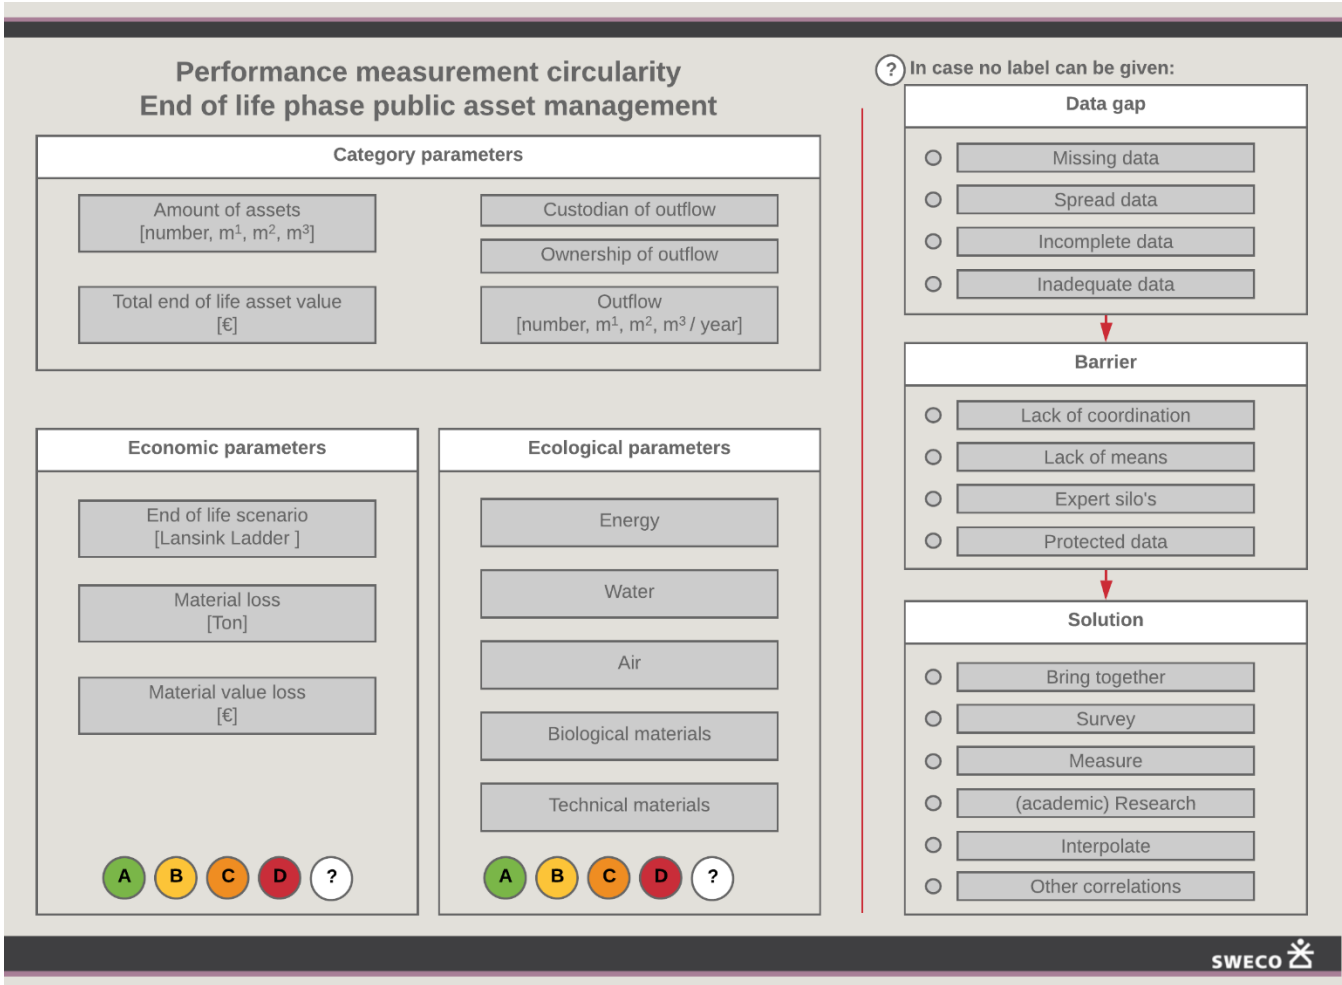 Performance measurement circularity
End of life phase public asset management
Category parameters
Amount of assets
[number, m¹, m², m³]
Total end of life asset value
[€]
Custodian of outflow
Ownership of outflow
Outflow
[number, m¹, m², m³ / year]
Economic parameters
End of life scenario
[Lansink Ladder ]
Material loss
[Ton]
Material value loss
[€]
A B C D ?
Ecological parameters
Energy
Water
Air
Biological materials
Technical materials
A B C D ?
? In case no label can be given:
Data gap
Missing data
Spread data
Incomplete data
Inadequate data
Barrier
Lack of coordination
Lack of means
Expert silo's
Protected data
Solution
Bring together
Survey
Measure
(academic) Research
Interpolate
Other correlations
SWECO